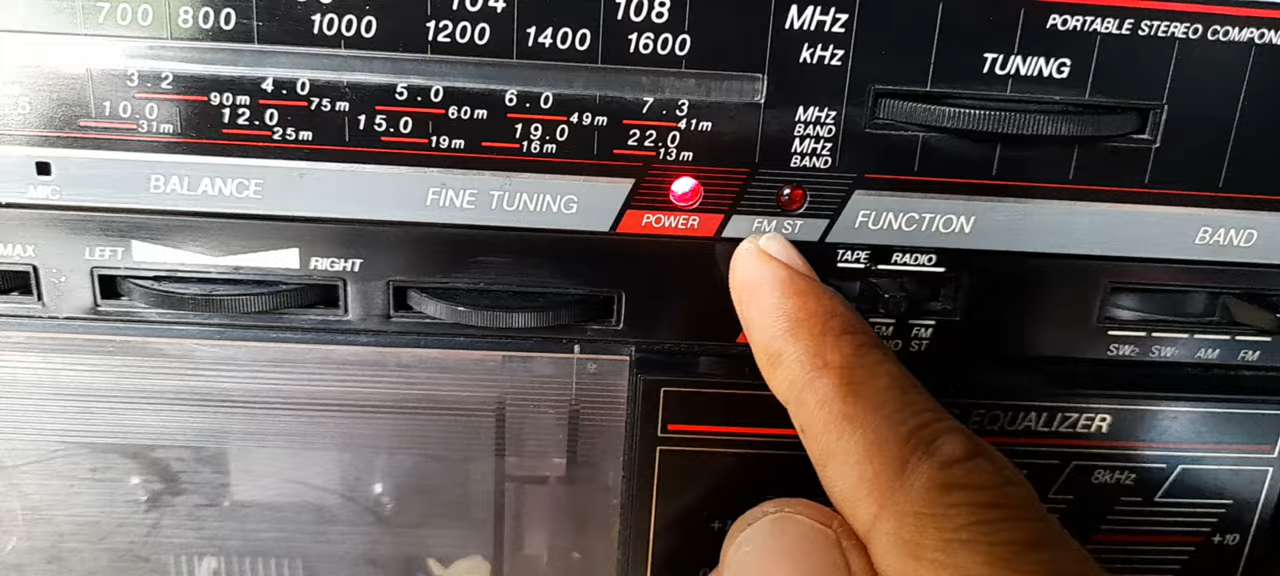 700 800 1000 1200 1400 1600 kHz
104 108 MHz
PORTABLE STEREO
TUNING
3.2 90m 4.0 75m 5.0 60m 6.0 49m 7.3 41m MHz BAND
10.0 31m 12.0 25m 15.0 19m 19.0 16m 22.0 13m MHz BAND
MIC BALANCE FINE TUNING POWER FM ST FUNCTION BAND
MAX LEFT RIGHT TAPE RADIO
FM ST
SW2 SW1 AM FM
EQUALIZER
8kHz
+10